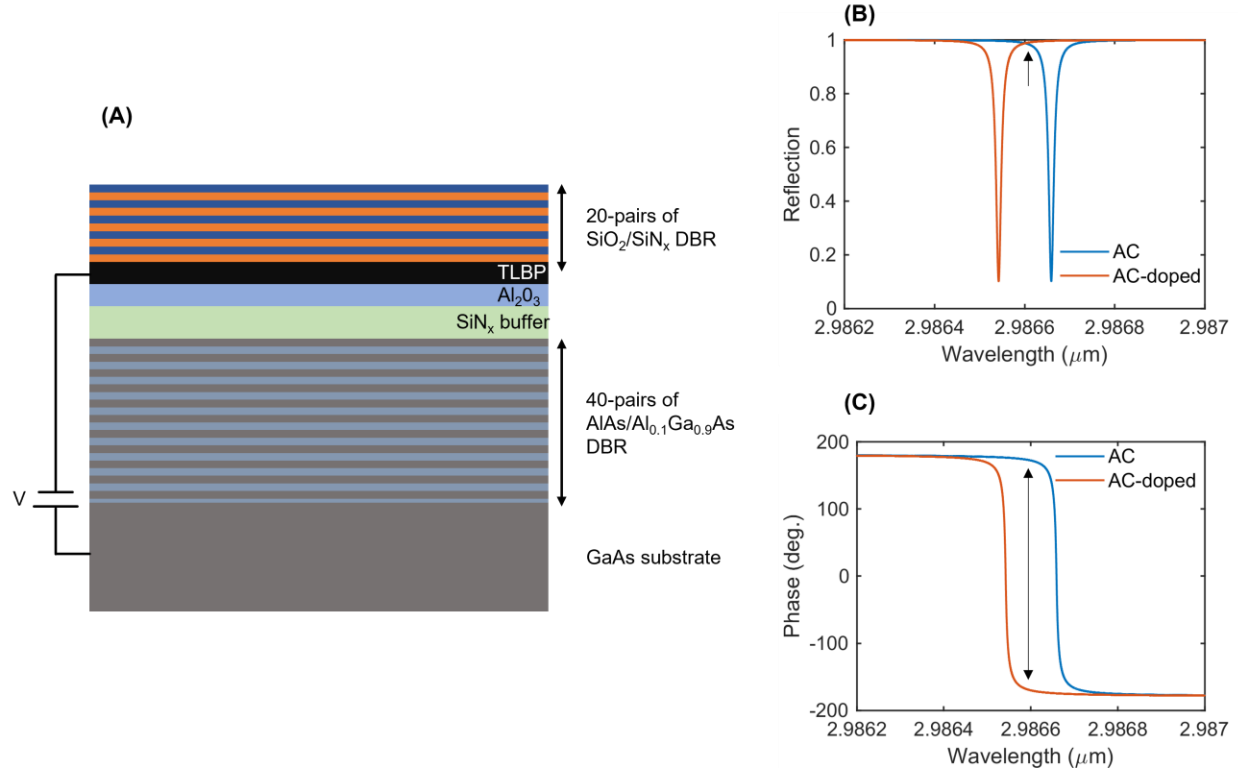 (A)
20-pairs of
SiO₂/SiNₓ DBR
TLBP
Al₂0₃
SiNₓ buffer
40-pairs of
AlAs/Al₀.₁Ga₀.₉As
DBR
V
GaAs substrate
(B)
1
0.8
0.6
0.4
0.2
0
Reflection
AC
AC-doped
2.9862 2.9864 2.9866 2.9868 2.987
Wavelength (μm)
(C)
200
100
0
-100
-200
Phase (deg.)
AC
AC-doped
2.9862 2.9864 2.9866 2.9868 2.987
Wavelength (μm)